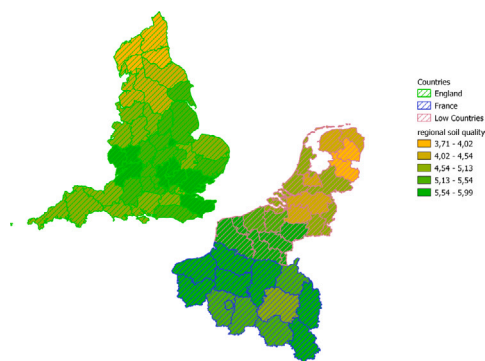 Countries
England
France
Low Countries
regional soil quality
3,71 - 4,02
4,02 - 4,54
4,54 - 5,13
5,13 - 5,54
5,54 - 5,99